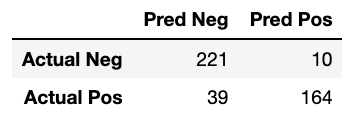 Pred Neg Pred Pos
Actual Neg 221 10
Actual Pos 39 164